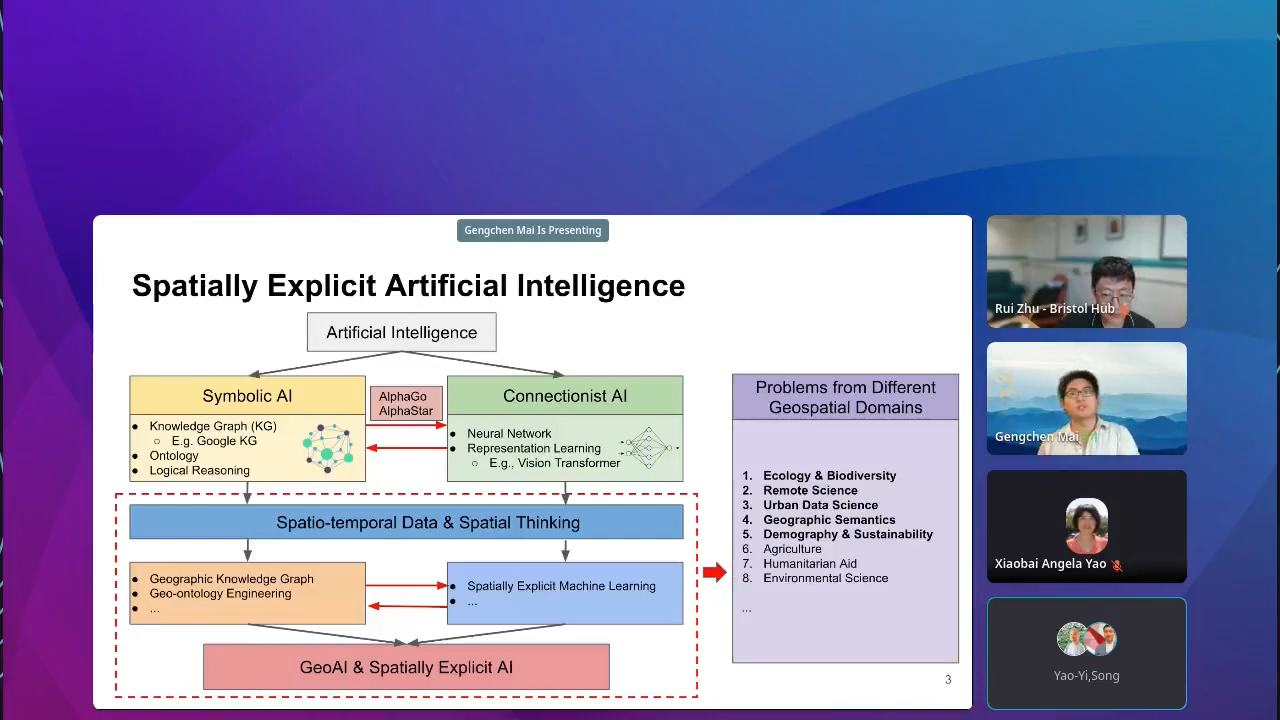 Gengchen Mai Is Presenting
Spatially Explicit Artificial Intelligence
Artificial Intelligence
Symbolic AI
Knowledge Graph (KG)
E.g. Google KG
Ontology
Logical Reasoning
AlphaGo
AlphaStar
Connectionist AI
Neural Network
Representation Learning
E.g., Vision Transformer
Spatio-temporal Data & Spatial Thinking
Geographic Knowledge Graph
Geo-ontology Engineering
...
Spatially Explicit Machine Learning
...
GeoAI & Spatially Explicit AI
Problems from Different
Geospatial Domains
1. Ecology & Biodiversity
2. Remote Science
3. Urban Data Science
4. Geographic Semantics
5. Demography & Sustainability
6. Agriculture
7. Humanitarian Aid
8. Environmental Science
...
3
Rui Zhu - Bristol Hub
Gengchen Mai
Xiaobai Angela Yao
Yao-Yi,Song